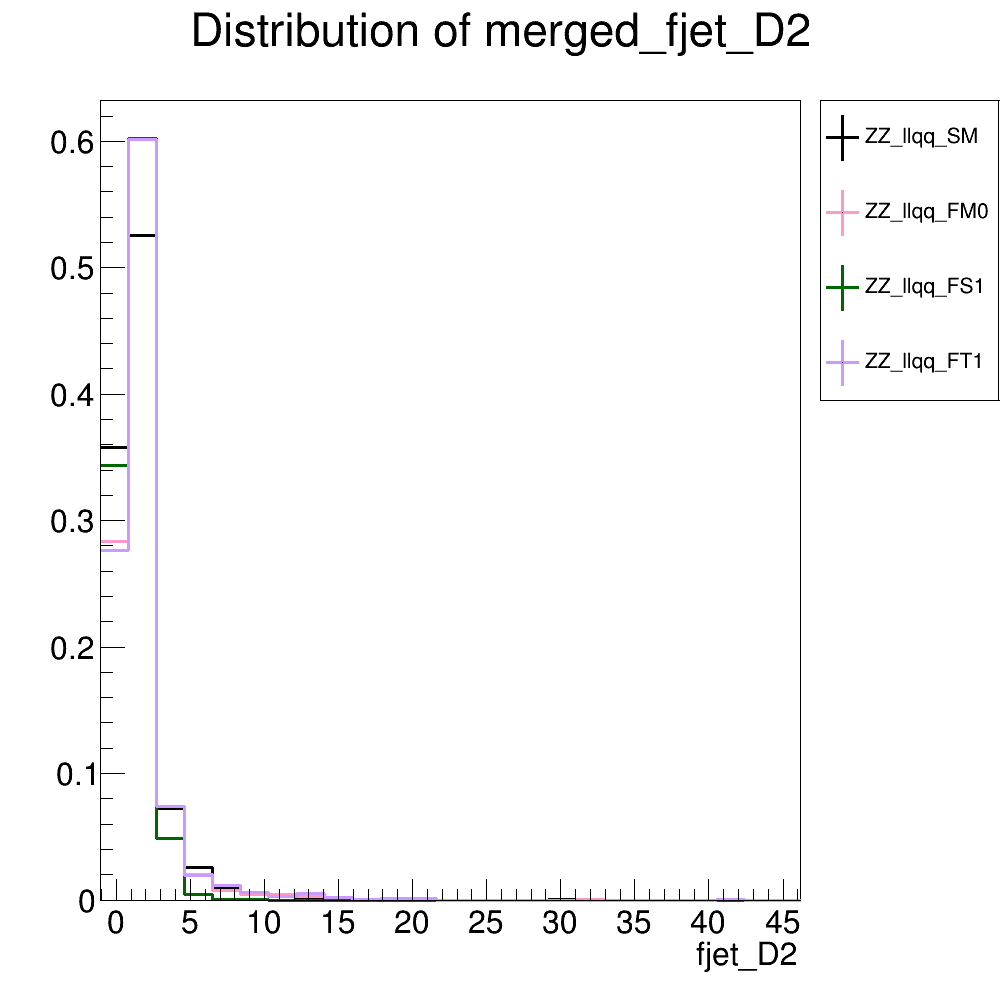 Distribution of merged_fjet_D2
0.6
0.5
0.4
0.3
0.2
0.1
0
0 5 10 15 20 25 30 35 40 45
fjet_D2
ZZ_llqq_SM
ZZ_llqq_FM0
ZZ_llqq_FS1
ZZ_llqq_FT1